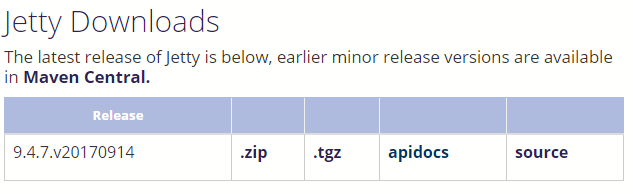 Jetty Downloads
The latest release of Jetty is below, earlier minor release versions are available
in Maven Central.
Release
9.4.7.v20170914 .zip .tgz apidocs source